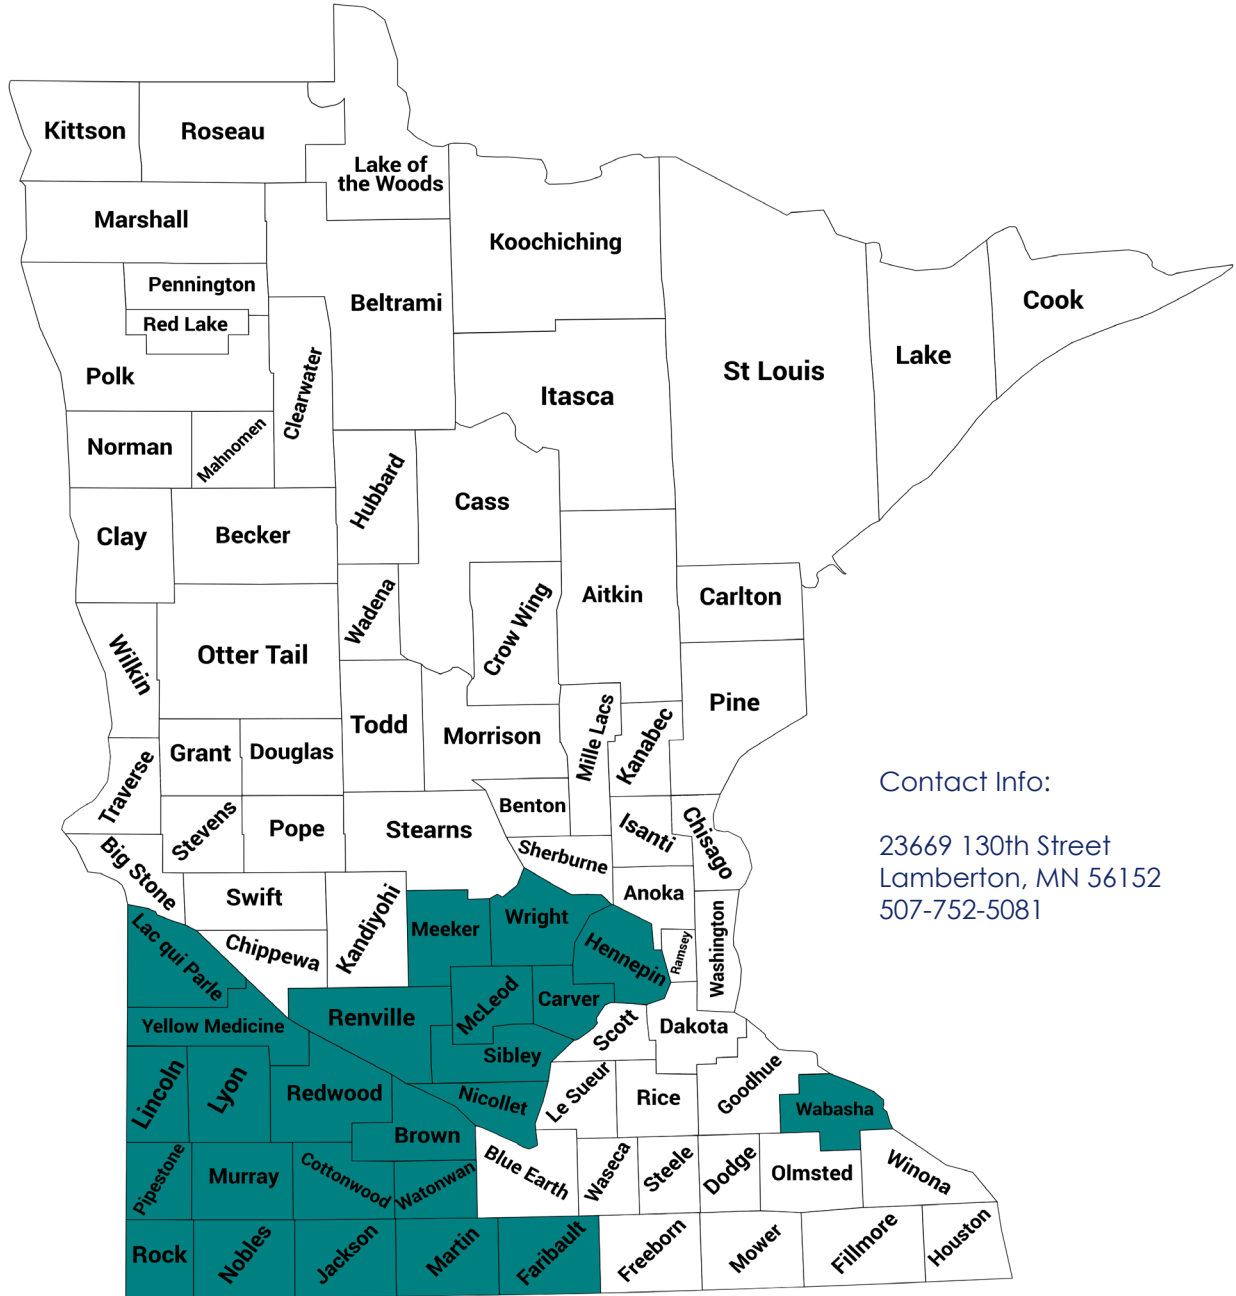 Kittson
Roseau
Lake of
the Woods
Marshall
Koochiching
Pennington
Beltrami
Cook
Red Lake
Lake
St Louis
Polk
Clearwater
Itasca
Norman
Mahnomen
Hubbard
Cass
Clay
Becker
Aitkin
Carlton
Wadena
Crow Wing
Wilkin
Otter Tail
Pine
Todd
Morrison
Mille Lacs
Kanabec
Grant
Douglas
Traverse
Contact Info:
Benton
Stevens
Pope
Stearns
Isanti
Chisago
23669 130th Street
Sherburne
Big Stone
Lamberton, MN 56152
Swift
Anoka
507-752-5081
Kandiyohi
Meeker
Wright
Lac qui Parle
Chippewa
Hennepin
Ramsey
Washington
McLeod
Carver
Renville
Yellow Medicine
Scott
Dakota
Sibley
Lincoln
Lyon
Redwood
Nicollet
Le Sueur
Rice
Goodhue
Wabasha
Brown
Pipestone
Murray
Cottonwood
Watonwan
Blue Earth
Waseca
Steele
Dodge
Olmsted
Winona
Rock
Nobles
Jackson
Martin
Faribault
Freeborn
Mower
Fillmore
Houston